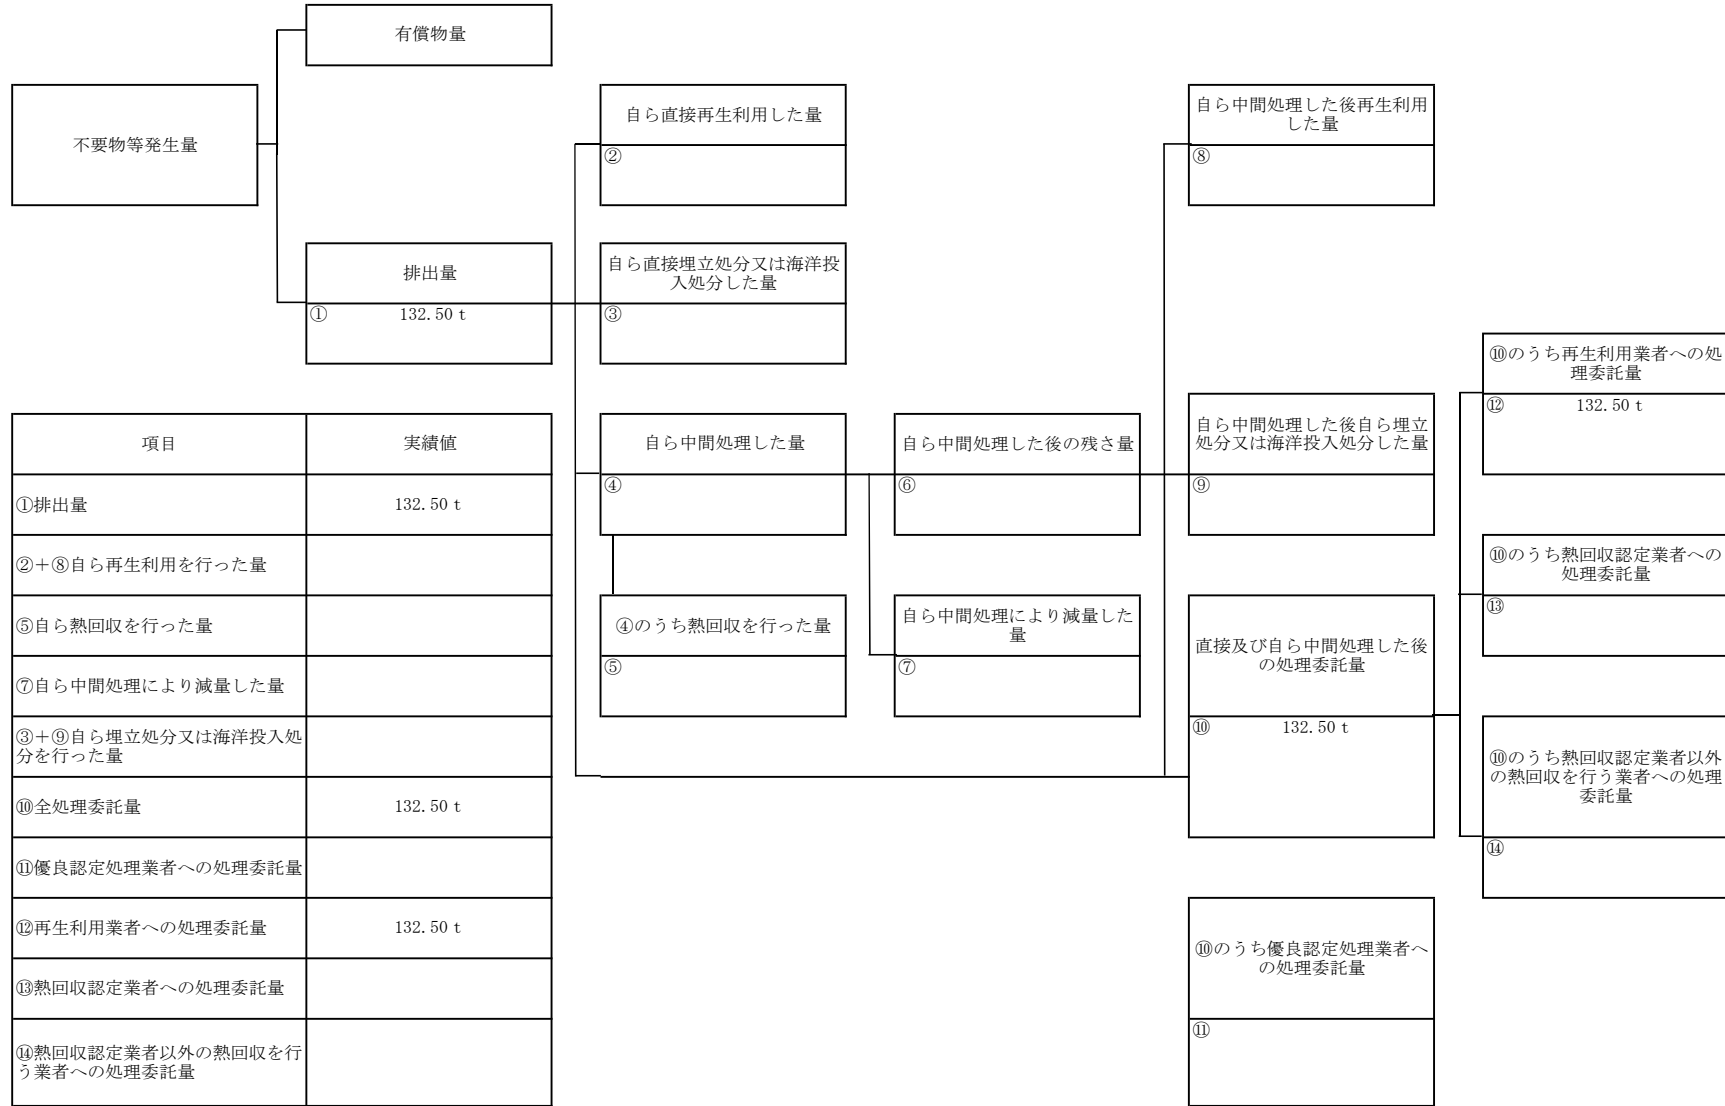 有償物量
不要物等発生量
自ら直接再生利用した量
②
自ら中間処理した後再生利用
した量
⑧
排出量
① 132.50 t
自ら直接埋立処分又は海洋投
入処分した量
③
⑩のうち再生利用業者への処
理委託量
⑫ 132.50 t
自ら中間処理した量
④
自ら中間処理した後の残さ量
⑥
自ら中間処理した後自ら埋立
処分又は海洋投入処分した量
⑨
⑩のうち熱回収認定業者への
処理委託量
⑬
④のうち熱回収を行った量
⑤
自ら中間処理により減量した
量
⑦
直接及び自ら中間処理した後
の処理委託量
⑩ 132.50 t
⑩のうち熱回収認定業者以外
の熱回収を行う業者への処理
委託量
⑭
⑩のうち優良認定処理業者へ
の処理委託量
⑪
項目 実績値
①排出量 132.50 t
②+⑧自ら再生利用を行った量
⑤自ら熱回収を行った量
⑦自ら中間処理により減量した量
③+⑨自ら埋立処分又は海洋投入処
分を行った量
⑩全処理委託量 132.50 t
⑪優良認定処理業者への処理委託量
⑫再生利用業者への処理委託量 132.50 t
⑬熱回収認定業者への処理委託量
⑭熱回収認定業者以外の熱回収を行
う業者への処理委託量